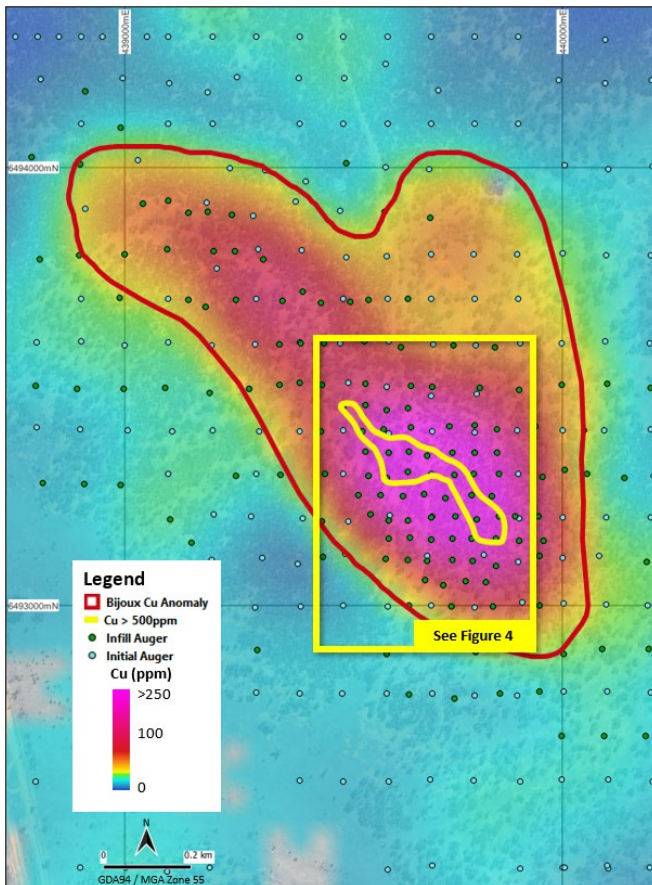 439000mE
440000mE
6494000mN
6493000mN
See Figure 4
Legend
Bijoux Cu Anomaly
Cu > 500ppm
Infill Auger
Initial Auger
Cu (ppm)
>250
100
0
N
0
0.2 km
GDA94 / MGA Zone 55